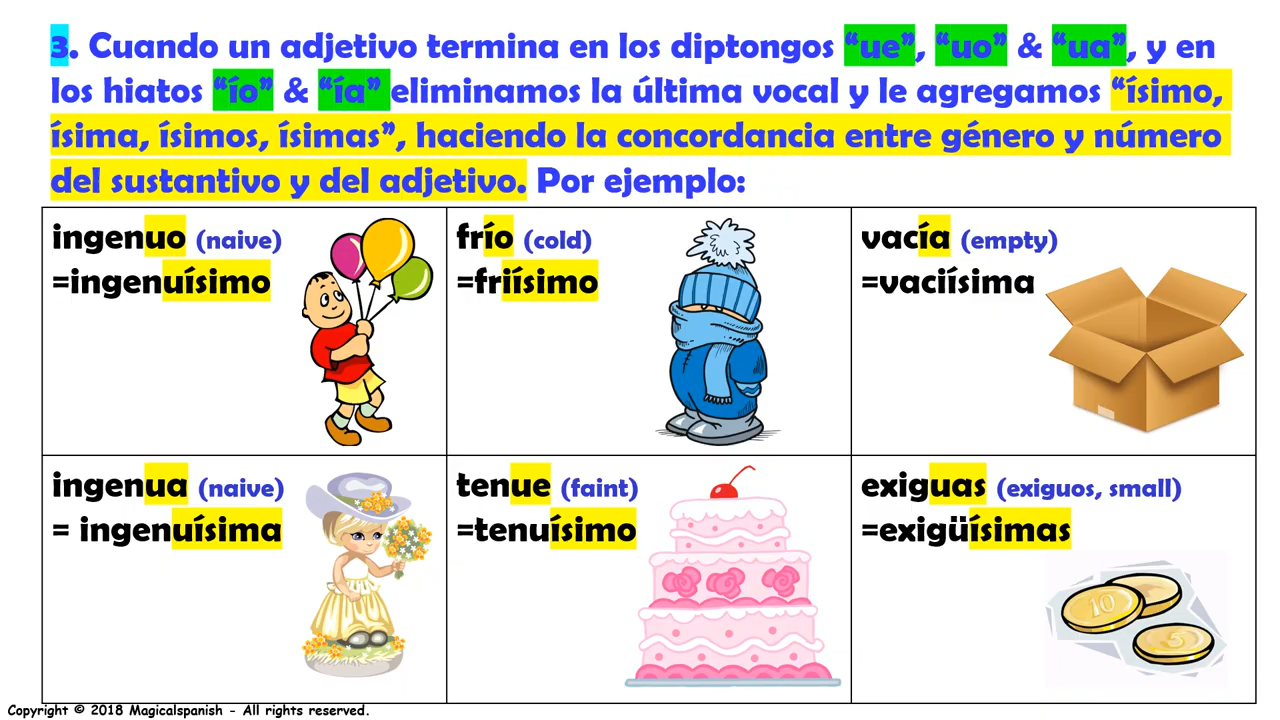 3. Cuando un adjetivo termina en los diptongos “ue”, “uo” & “ua”, y en
los hiatos “ío” & “ía” eliminamos la última vocal y le agregamos “ísimo,
ísima, ísimos, ísimas”, haciendo la concordancia entre género y número
del sustantivo y del adjetivo. Por ejemplo:
ingenuo (naive)
=ingenuísimo
frío (cold)
=friísimo
vacía (empty)
=vaciísima
ingenua (naive)
= ingenuísima
tenue (faint)
=tenuísimo
exiguas (exiguos, small)
=exigüísimas
10
5
Copyright © 2018 Magicalspanish - All rights reserved.